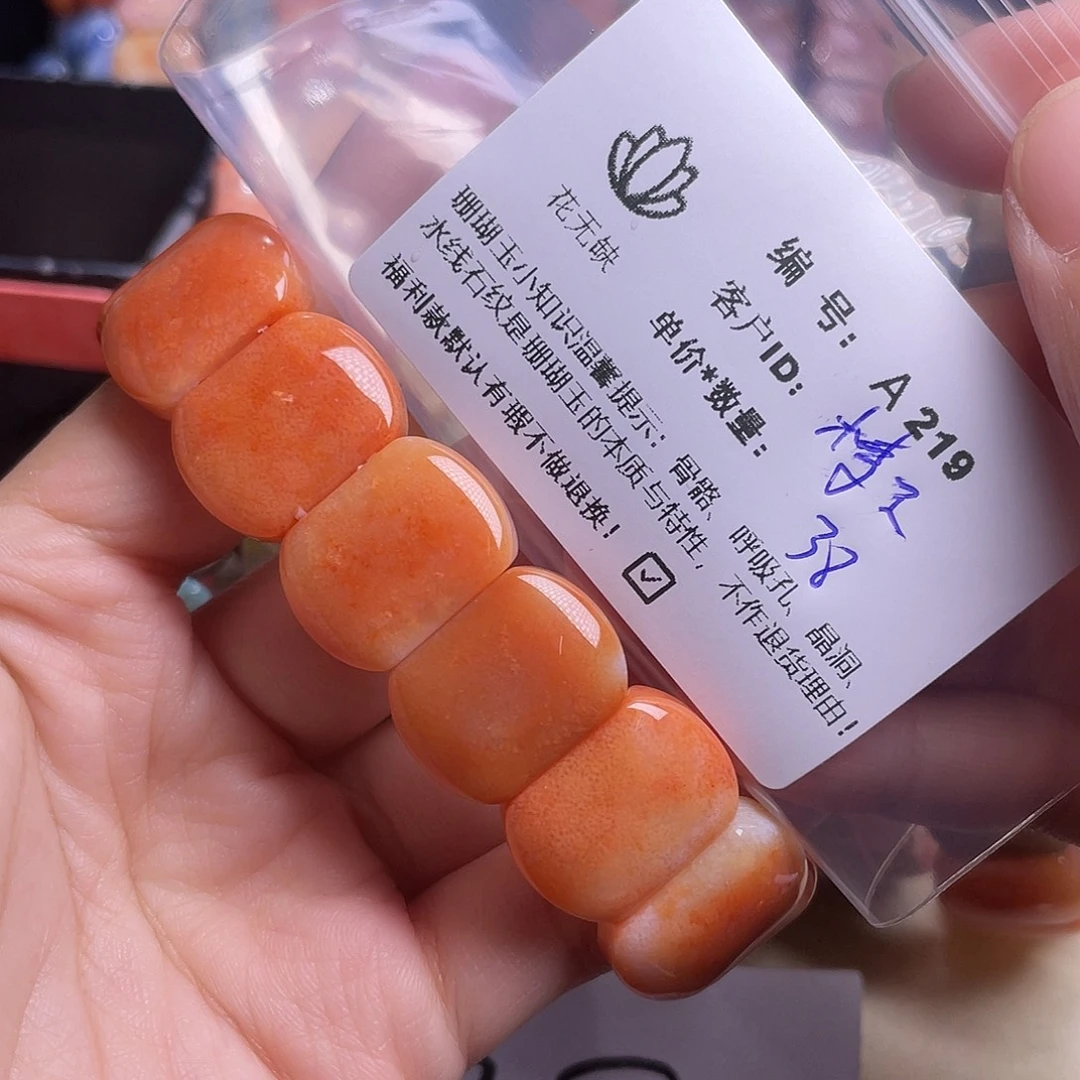 花无缺
编号：A219
客户ID：
单价*数量：38
珊瑚玉小知识温馨提示：骨骼、呼吸孔、晶洞、
水线石纹是珊瑚玉的本质与特性，不作退货理由！
福利款默认有瑕不做退换！ ☑